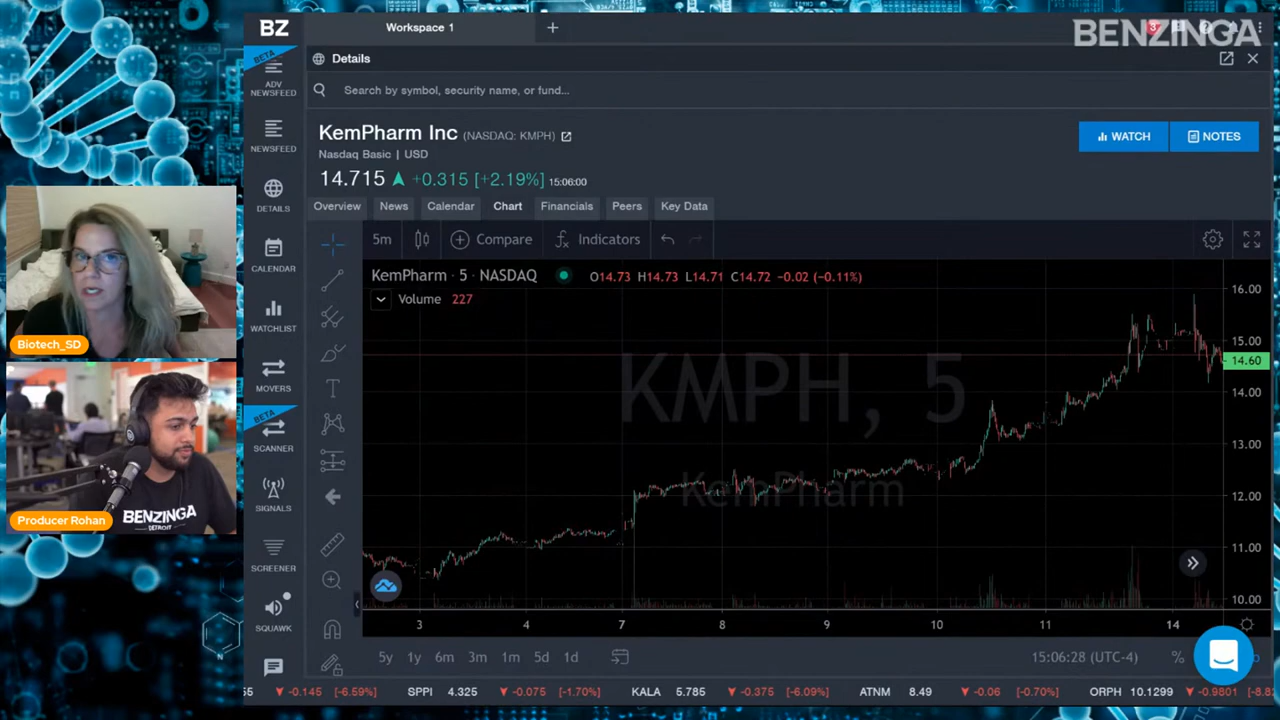 BZ
Workspace 1
BENZINGA
3
BETA
Details
ADV
NEWSFEED
Search by symbol, security name, or fund...
NEWSFEED
KemPharm Inc (NASDAQ: KMPH)
WATCH
NOTES
Nasdaq Basic | USD
14.715 +0.315 [+2.19%] 15:06:00
DETAILS
Overview News Calendar Chart Financials Peers Key Data
5m Compare Indicators
CALENDAR
KemPharm · 5 · NASDAQ O14.73 H14.73 L14.71 C14.72 −0.02 (−0.11%)
Volume 227
16.00
15.00
14.60
14.00
13.00
12.00
11.00
10.00
KMPH, 5
KemPharm
WATCHLIST
Biotech_SD
MOVERS
BETA
SCANNER
SIGNALS
BENZINGA
DETROIT
Producer Rohan
SCREENER
SQUAWK
3 4 7 8 9 10 11 14
5y 1y 6m 3m 1m 5d 1d
15:06:28 (UTC-4) %
55 -0.145 [-6.59%] SPPI 4.325 -0.075 [-1.70%] KALA 5.785 -0.375 [-6.09%] ATNM 8.49 -0.06 [-0.70%] ORPH 10.1299 -0.9801 [-8.8
N